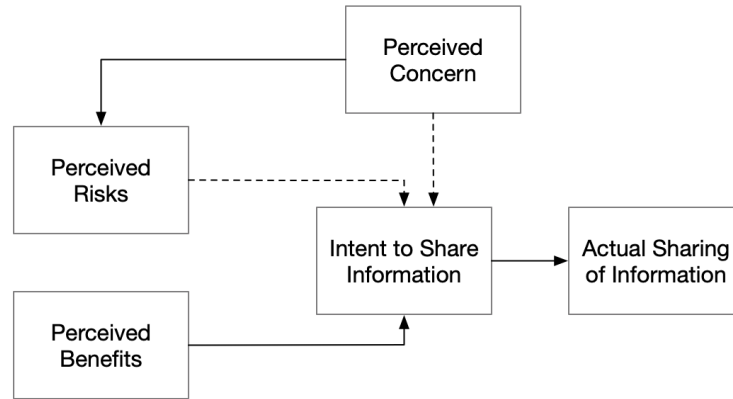 Perceived
Concern
Perceived
Risks
Intent to Share
Information
Actual Sharing
of Information
Perceived
Benefits